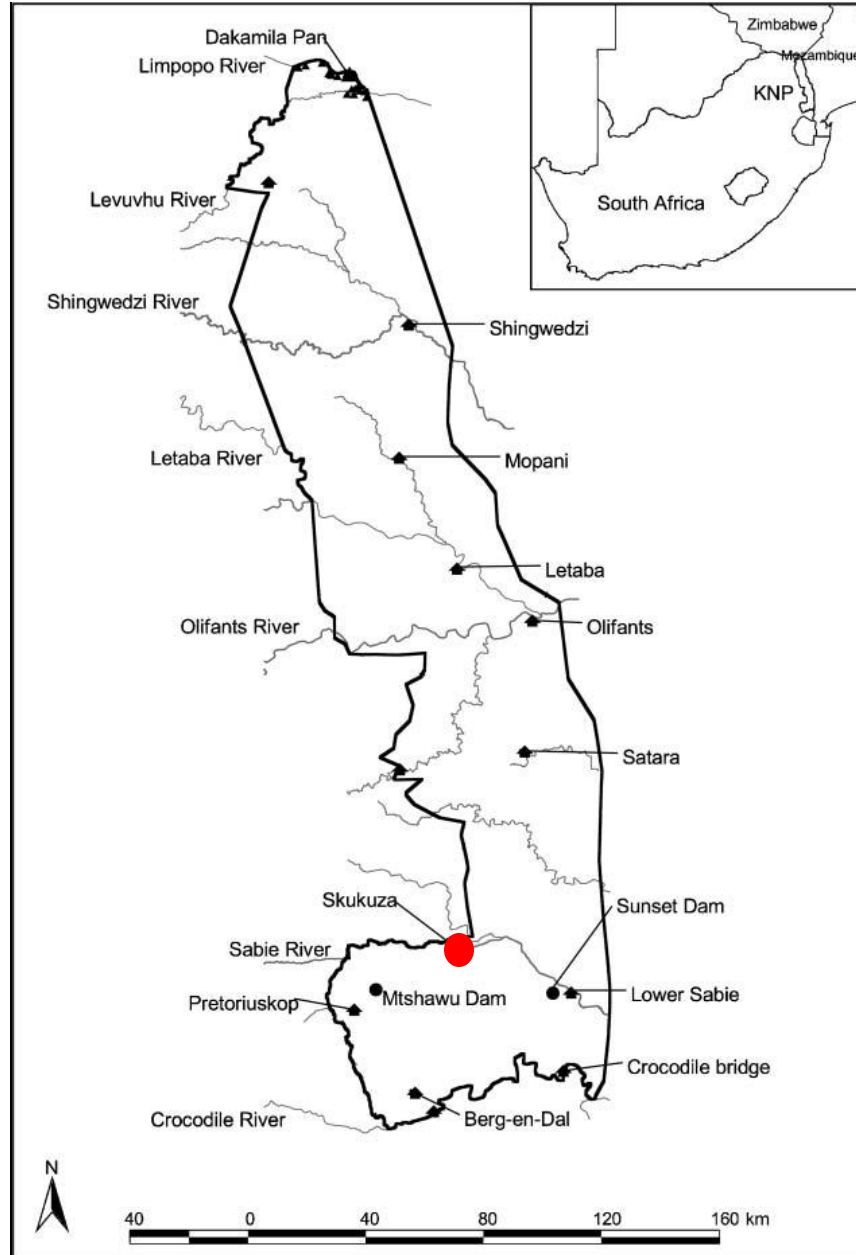 Dakamila Pan
Limpopo River
Zimbabwe
Mozambique
KNP
South Africa
Levuvhu River
Shingwedzi River
Shingwedzi
Letaba River
Mopani
Letaba
Olifants River
Olifants
Satara
Skukuza
Sunset Dam
Sabie River
Mtshawu Dam
Lower Sabie
Pretoriuskop
Crocodile bridge
Crocodile River
Berg-en-Dal
N
40 0 40 80 120 160 km